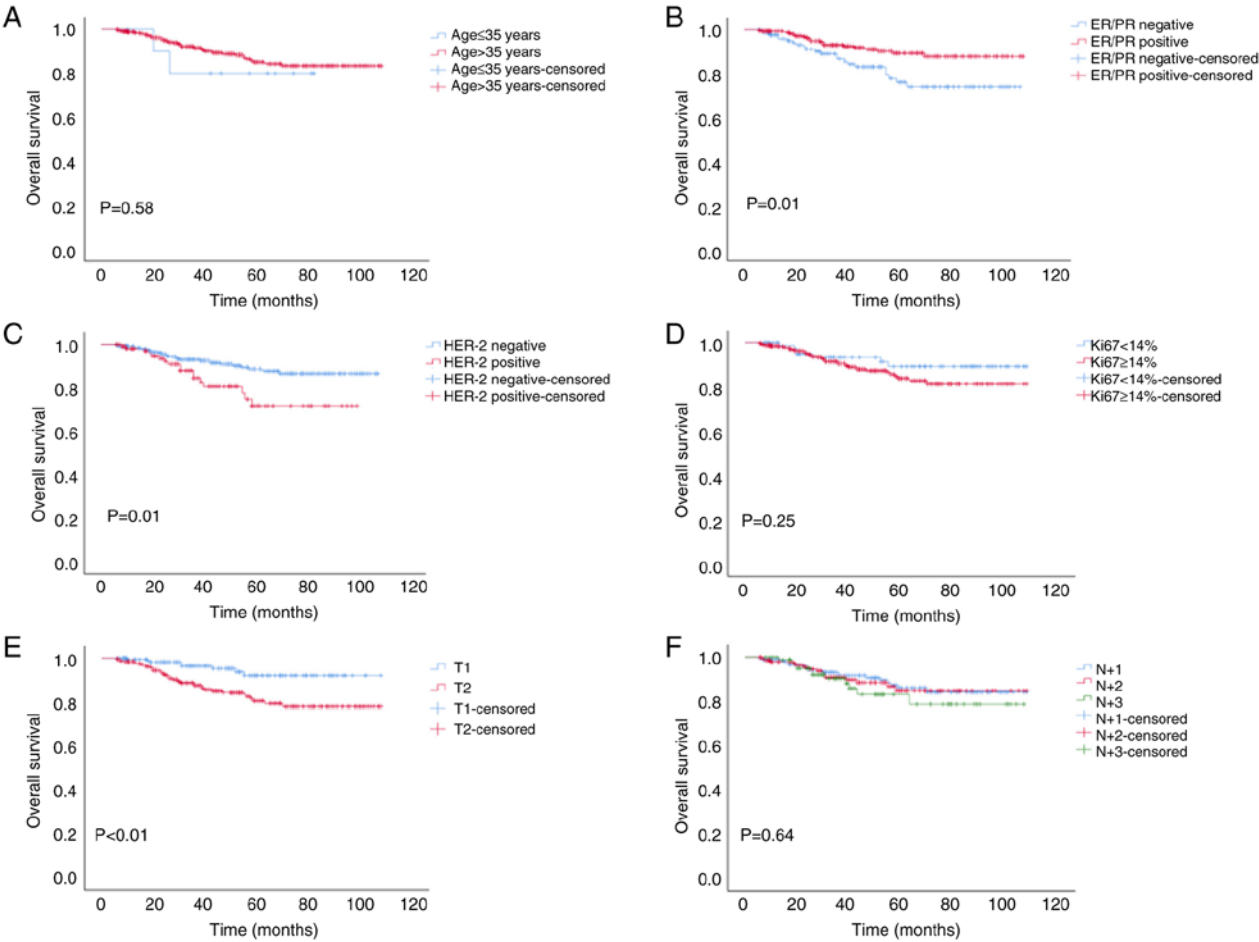 A
Overall survival
1.0
0.8
0.6
0.4
0.2
0.0
P=0.58
0 20 40 60 80 100 120
Time (months)
Age≤35 years
Age>35 years
Age≤35 years-censored
Age>35 years-censored
B
Overall survival
1.0
0.8
0.6
0.4
0.2
0.0
P=0.01
0 20 40 60 80 100 120
Time (months)
ER/PR negative
ER/PR positive
ER/PR negative-censored
ER/PR positive-censored
C
Overall survival
1.0
0.8
0.6
0.4
0.2
0.0
P=0.01
0 20 40 60 80 100 120
Time (months)
HER-2 negative
HER-2 positive
HER-2 negative-censored
HER-2 positive-censored
D
Overall survival
1.0
0.8
0.6
0.4
0.2
0.0
P=0.25
0 20 40 60 80 100 120
Time (months)
Ki67<14%
Ki67≥14%
Ki67<14%-censored
Ki67≥14%-censored
E
Overall survival
1.0
0.8
0.6
0.4
0.2
0.0
P<0.01
0 20 40 60 80 100 120
Time (months)
T1
T2
T1-censored
T2-censored
F
Overall survival
1.0
0.8
0.6
0.4
0.2
0.0
P=0.64
0 20 40 60 80 100 120
Time (months)
N+1
N+2
N+3
N+1-censored
N+2-censored
N+3-censored